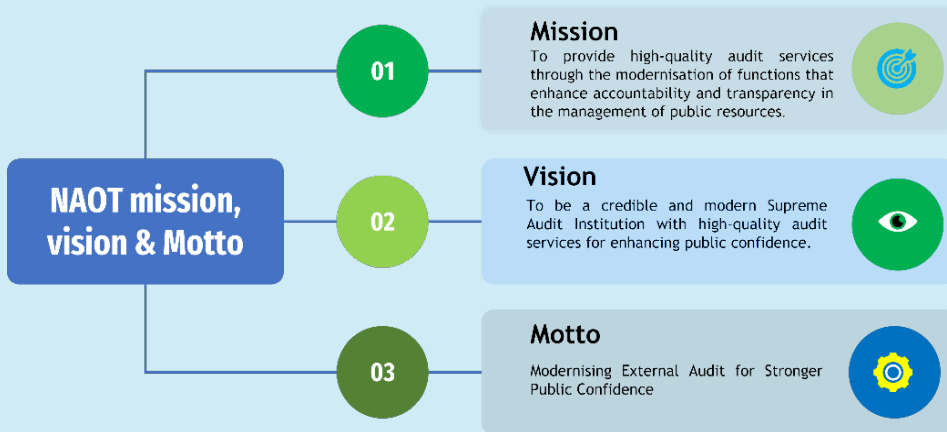 NAOT mission,
vision & Motto
01
Mission
To provide high-quality audit services
through the modernisation of functions that
enhance accountability and transparency in
the management of public resources.
02
Vision
To be a credible and modern Supreme
Audit Institution with high-quality audit
services for enhancing public confidence.
03
Motto
Modernising External Audit for Stronger
Public Confidence